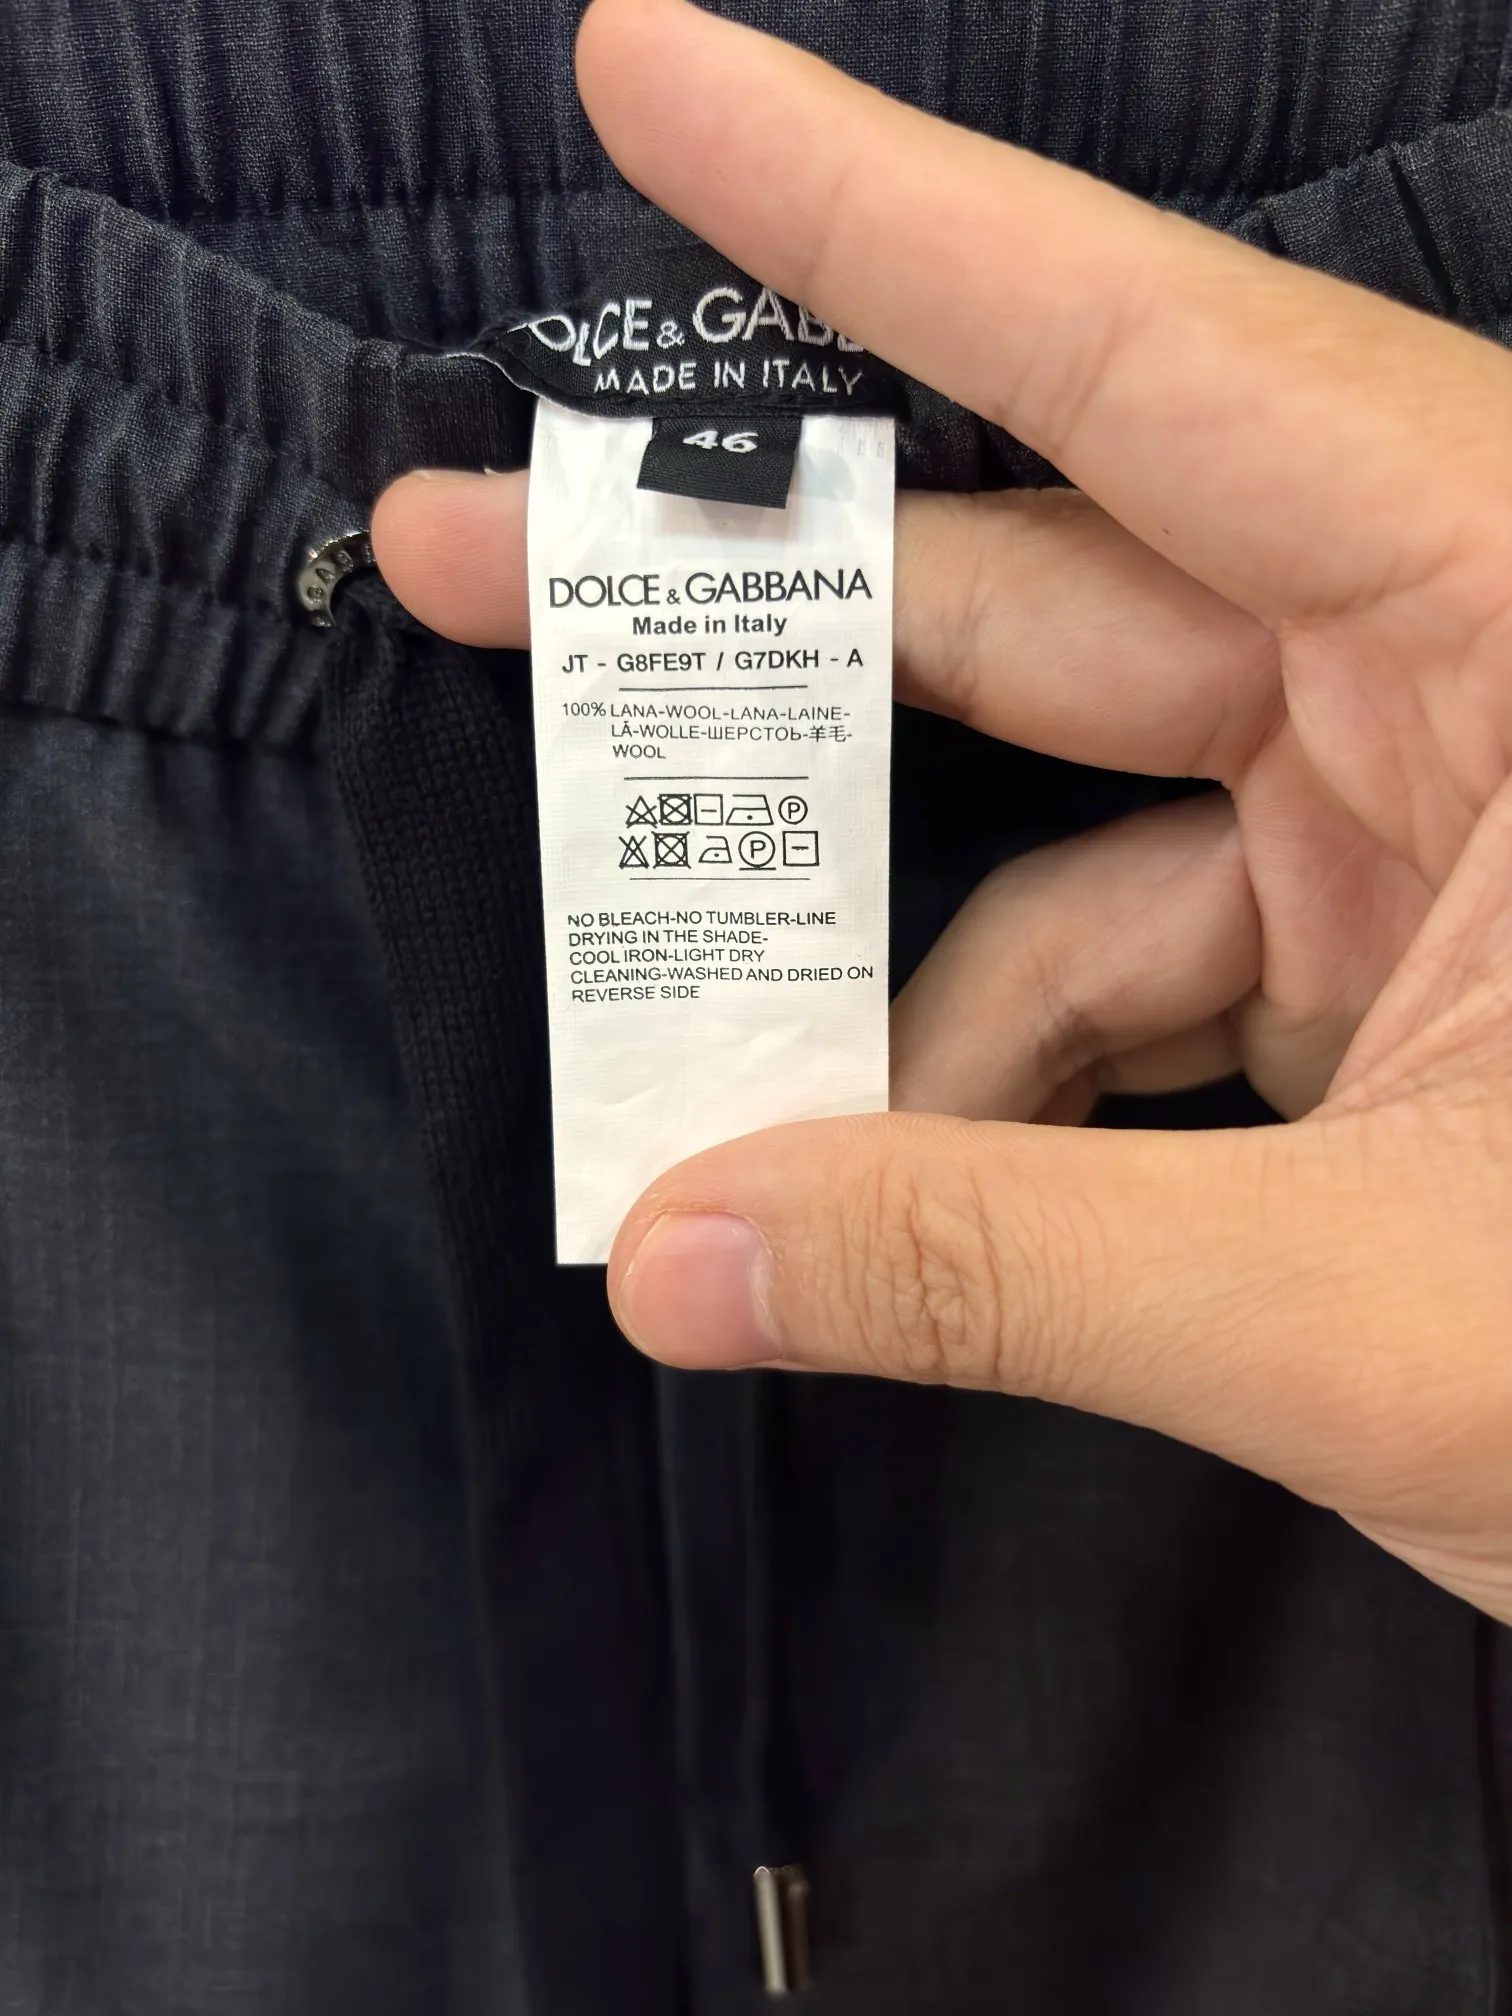 DOLCE & GABB
MADE IN ITALY
46
DOLCE & GABBANA
Made in Italy
JT - G8FE9T / G7DKH - A
100% LANA-WOOL-LANA-LAINE-
LÃ-WOLLE-ШЕРСТОЬ-羊毛-
WOOL
P
P
NO BLEACH-NO TUMBLER-LINE
DRYING IN THE SHADE-
COOL IRON-LIGHT DRY
CLEANING-WASHED AND DRIED ON
REVERSE SIDE